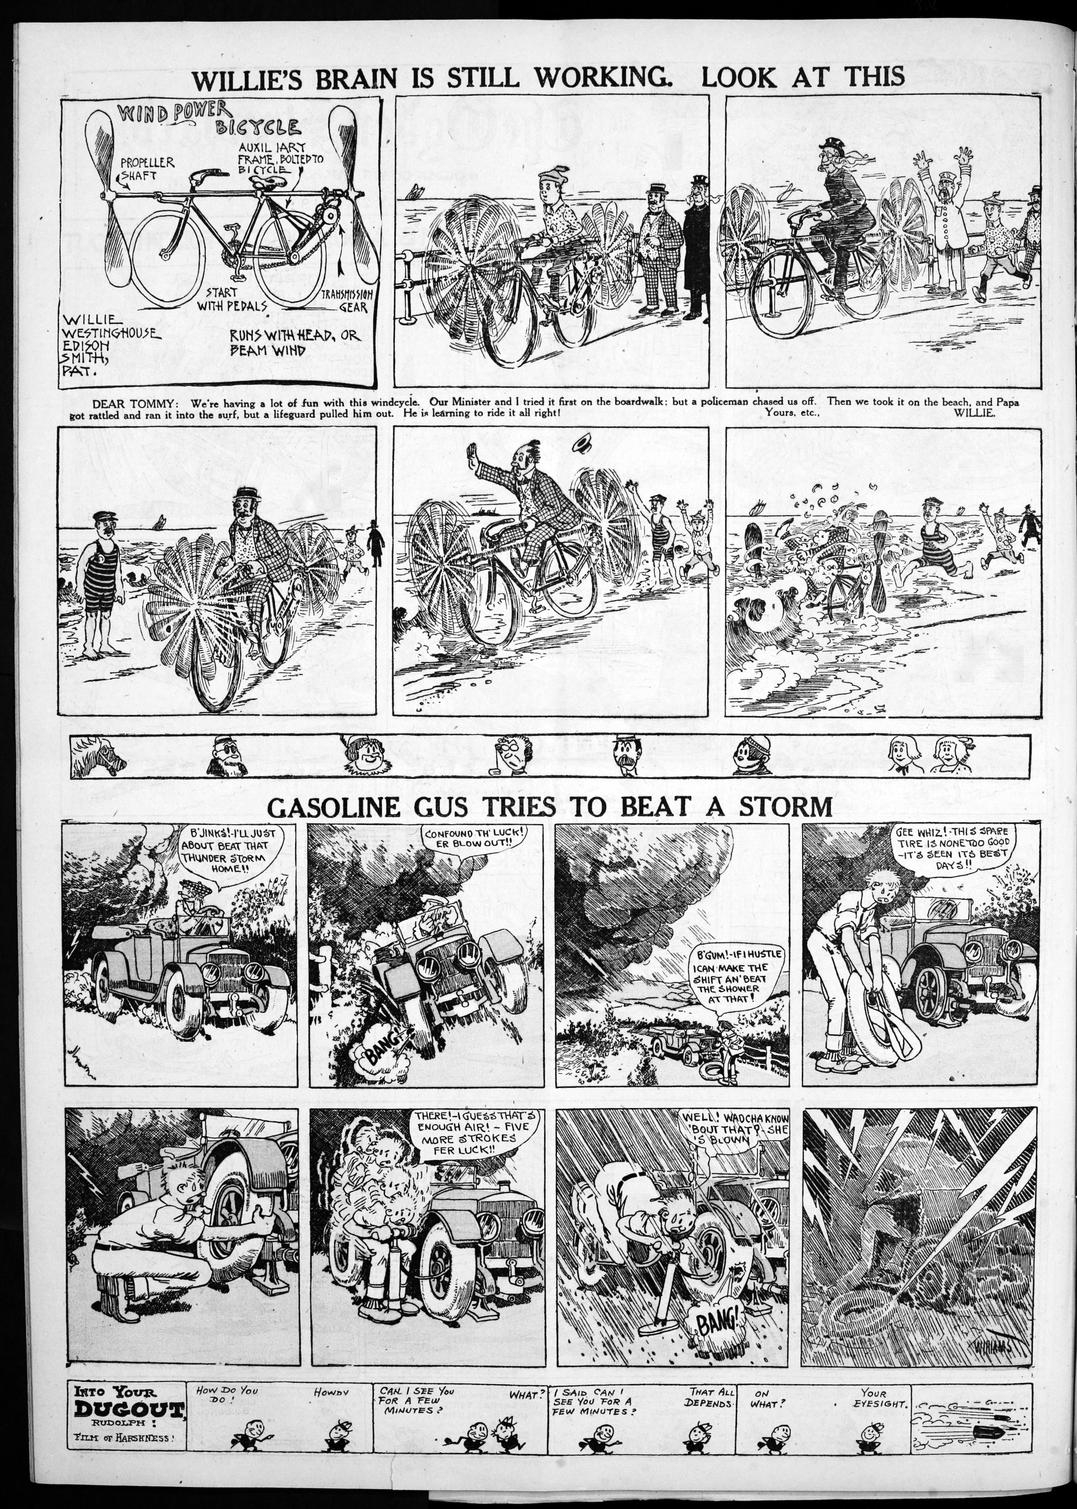 WILLIE'S BRAIN IS STILL WORKING. LOOK AT THIS
WIND POWER
BICYCLE
PROPELLER
SHAFT
AUXILIARY
FRAME, BOLTED TO
BICYCLE
START
WITH PEDALS
TRANSMISSION
GEAR
WILLIE
WESTINGHOUSE
EDISON
SMITH,
PAT.
RUNS WITH HEAD, OR
BEAM WIND
DEAR TOMMY: We're having a lot of fun with this windcycle. Our Minister and I tried it first on the boardwalk; but a policeman chased us off. Then we took it on the beach, and Papa
got rattled and ran it into the surf, but a lifeguard pulled him out. He is learning to ride it all right! Yours, etc., WILLIE.
GASOLINE GUS TRIES TO BEAT A STORM
B'JINKS!-I'LL JUST
ABOUT BEAT THAT
THUNDER STORM
HOME!!
CONFOUND TH' LUCK!
ER BLOW OUT!!
BANG!
B'GUM!-IF I HUSTLE
I CAN MAKE THE
SHIFT AN' BEAT
THE SHOWER
AT THAT!
GEE WHIZ!-THIS SPARE
TIRE IS NONE TOO GOOD
-IT'S SEEN ITS BEST
DAYS!!
THERE!-I GUESS THAT'S
ENOUGH AIR! - FIVE
MORE STROKES
FER LUCK!!
WELL! WADCHA KNOW
'BOUT THAT? SHE
'S BLOWN
BANG!
WILLIAMS
INTO YOUR
DUGOUT,
RUDOLPH!
FILM OF HARSHNESS!
HOW DO YOU
DO!
HOWDY
CAN I SEE YOU
FOR A FEW
MINUTES?
WHAT?
I SAID CAN I
SEE YOU FOR A
FEW MINUTES?
THAT ALL
DEPENDS.
ON
WHAT?
YOUR
EYESIGHT.